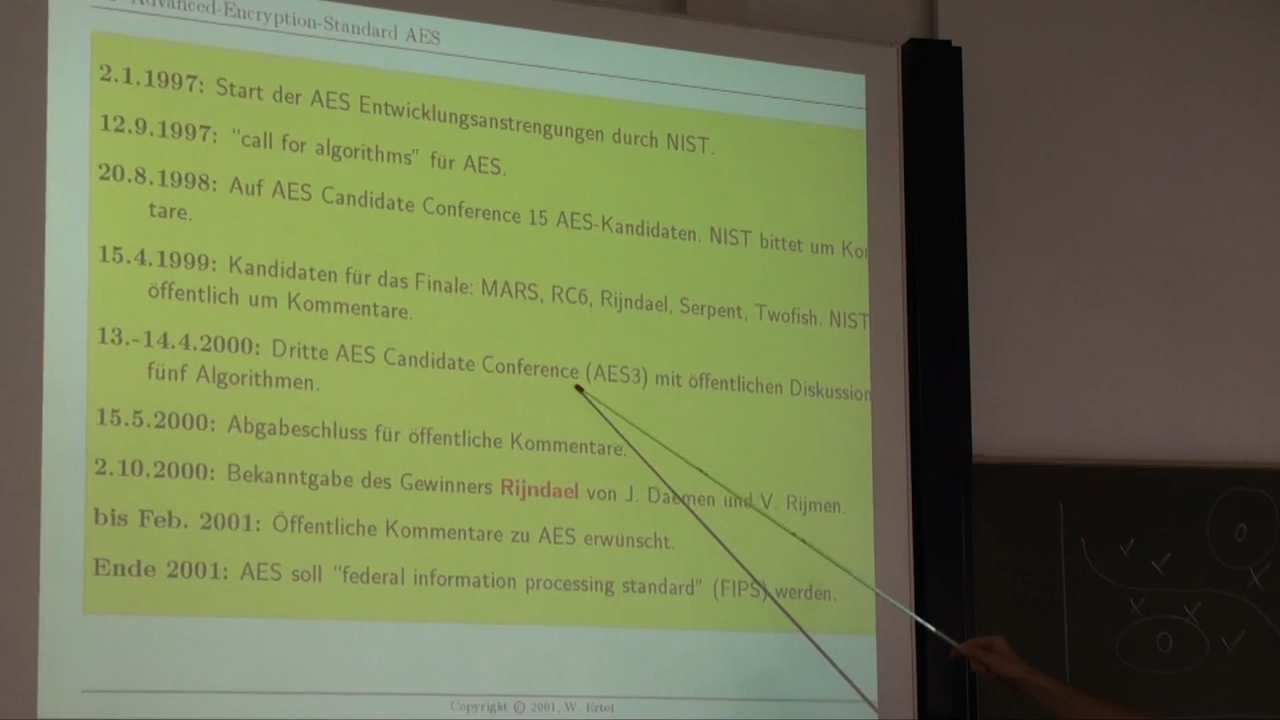 Advanced-Encryption-Standard AES
2.1.1997: Start der AES Entwicklungsanstrengungen durch NIST.
12.9.1997: "call for algorithms" für AES.
20.8.1998: Auf AES Candidate Conference 15 AES-Kandidaten. NIST bittet um
tare.
15.4.1999: Kandidaten für das Finale: MARS, RC6, Rijndael, Serpent, Twofish. NIST
öffentlich um Kommentare.
13.-14.4.2000: Dritte AES Candidate Conference (AES3) mit öffentlichen Diskussion
fünf Algorithmen.
15.5.2000: Abgabeschluss für öffentliche Kommentare.
2.10.2000: Bekanntgabe des Gewinners Rijndael von J. Daemen und V. Rijmen.
bis Feb. 2001: Öffentliche Kommentare zu AES erwünscht.
Ende 2001: AES soll "federal information processing standard" (FIPS) werden.
Copyright © 2001, W. Ertel